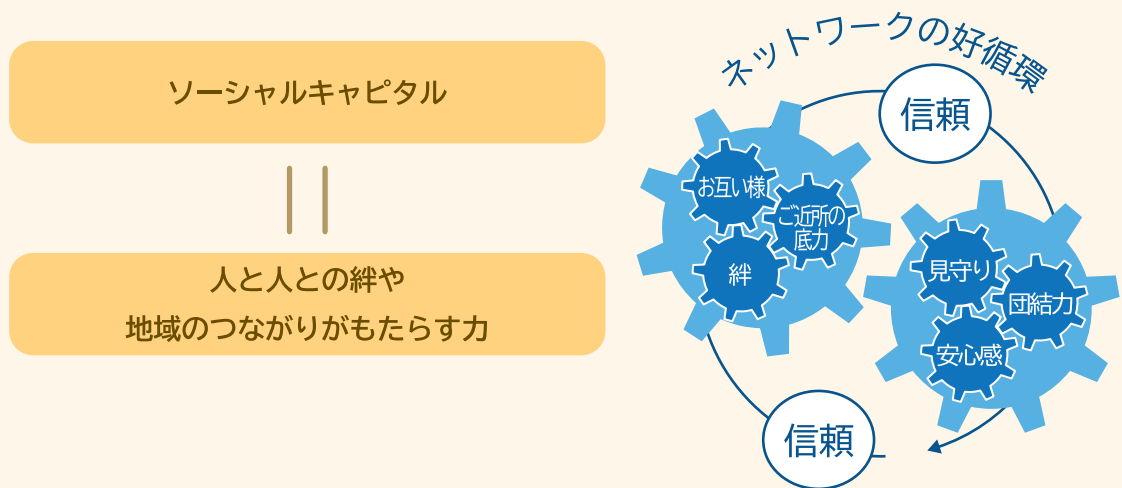 ソーシャルキャピタル
人と人との絆や
地域のつながりがもたらす力
ネットワークの好循環
信頼
お互い様
ご近所の
底力
絆
見守り
団結力
安心感
信頼